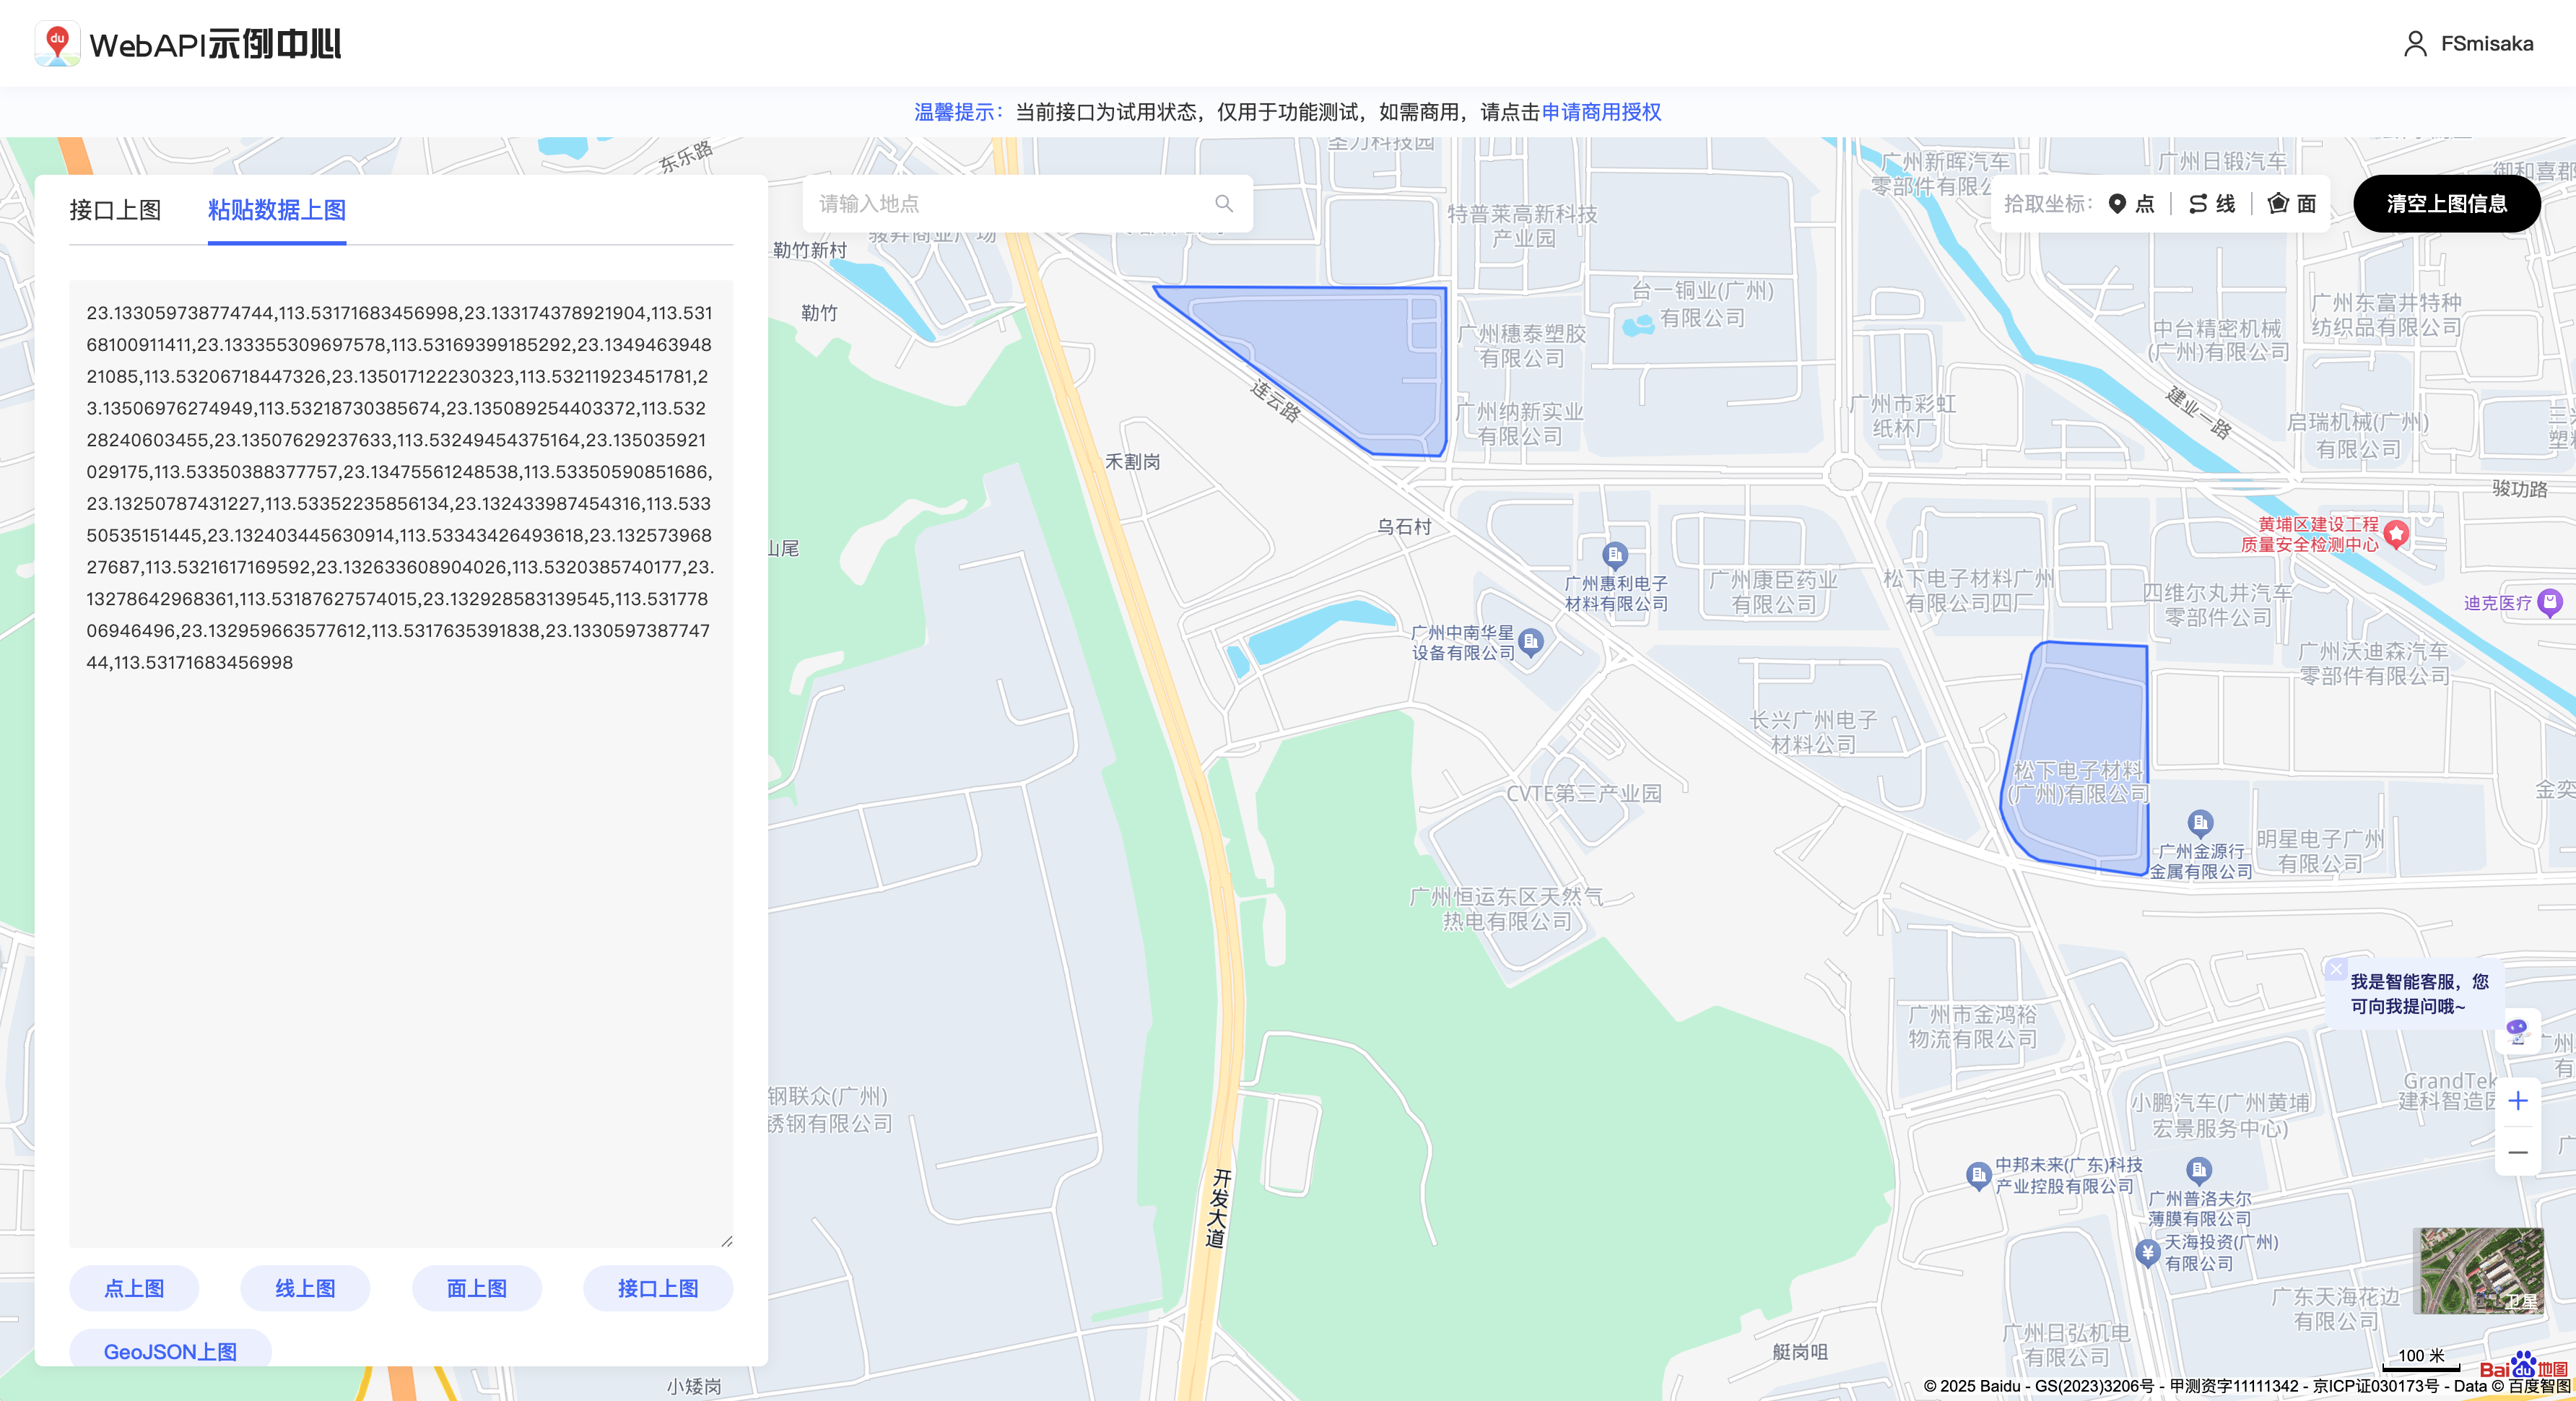 du WebAPI示例中心
FSmisaka
温馨提示：当前接口为试用状态，仅用于功能测试，如需商用，请点击申请商用授权
接口上图
粘贴数据上图
23.133059738774744,113.53171683456998,23.133174378921904,113.531
68100911411,23.133355309697578,113.53169399185292,23.1349463948
21085,113.53206718447326,23.135017122230323,113.53211923451781,2
3.13506976274949,113.53218730385674,23.135089254403372,113.532
28240603455,23.13507629237633,113.53249454375164,23.135035921
029175,113.53350388377757,23.13475561248538,113.53350590851686,
23.13250787431227,113.53352235856134,23.132433987454316,113.533
50535151445,23.132403445630914,113.53343426493618,23.132573968
27687,113.5321617169592,23.132633608904026,113.5320385740177,23.
13278642968361,113.53187627574015,23.132928583139545,113.531778
06946496,23.132959663577612,113.5317635391838,23.1330597387747
44,113.53171683456998
点上图
线上图
面上图
接口上图
GeoJSON上图
请输入地点
拾取坐标：
点
线
面
清空上图信息
东乐路
圣力科技园
广州新晖汽车
广州日锻汽车
零部件有限公司
特普莱高新科技
产业园
勒竹新村
勒竹
台一铜业(广州)
有限公司
广州穗泰塑胶
有限公司
中台精密机械
(广州)有限公司
广州东富井特种
纺织品有限公司
连云路
广州纳新实业
有限公司
广州市彩虹
纸杯厂
建业一路
启瑞机械(广州)
有限公司
禾割岗
骏功路
乌石村
山尾
黄埔区建设工程
质量安全检测中心
广州惠利电子
材料有限公司
广州康臣药业
有限公司
松下电子材料广州
有限公司四厂
四维尔丸井汽车
零部件公司
迪克医疗
广州中南华星
设备有限公司
广州沃迪森汽车
零部件有限公司
长兴广州电子
材料公司
松下电子材料
(广州)有限公司
CVTE第三产业园
金奕
广州金源行
金属有限公司
明星电子广州
有限公司
广州恒运东区天然气
热电有限公司
我是智能客服，您
可向我提问哦~
广州市金鸿裕
物流有限公司
钢联众(广州)
锈钢有限公司
GrandTek
建科智造园
小鹏汽车(广州黄埔
宏景服务中心)
开发大道
中邦未来(广东)科技
产业控股有限公司
广州普洛夫尔
薄膜有限公司
天海投资(广州)
有限公司
广东天海花边
有限公司
卫星
广州日弘机电
有限公司
艇岗咀
小矮岗
100 米
Bai du 地图
© 2025 Baidu - GS(2023)3206号 - 甲测资字11111342 - 京ICP证030173号 - Data © 百度智图